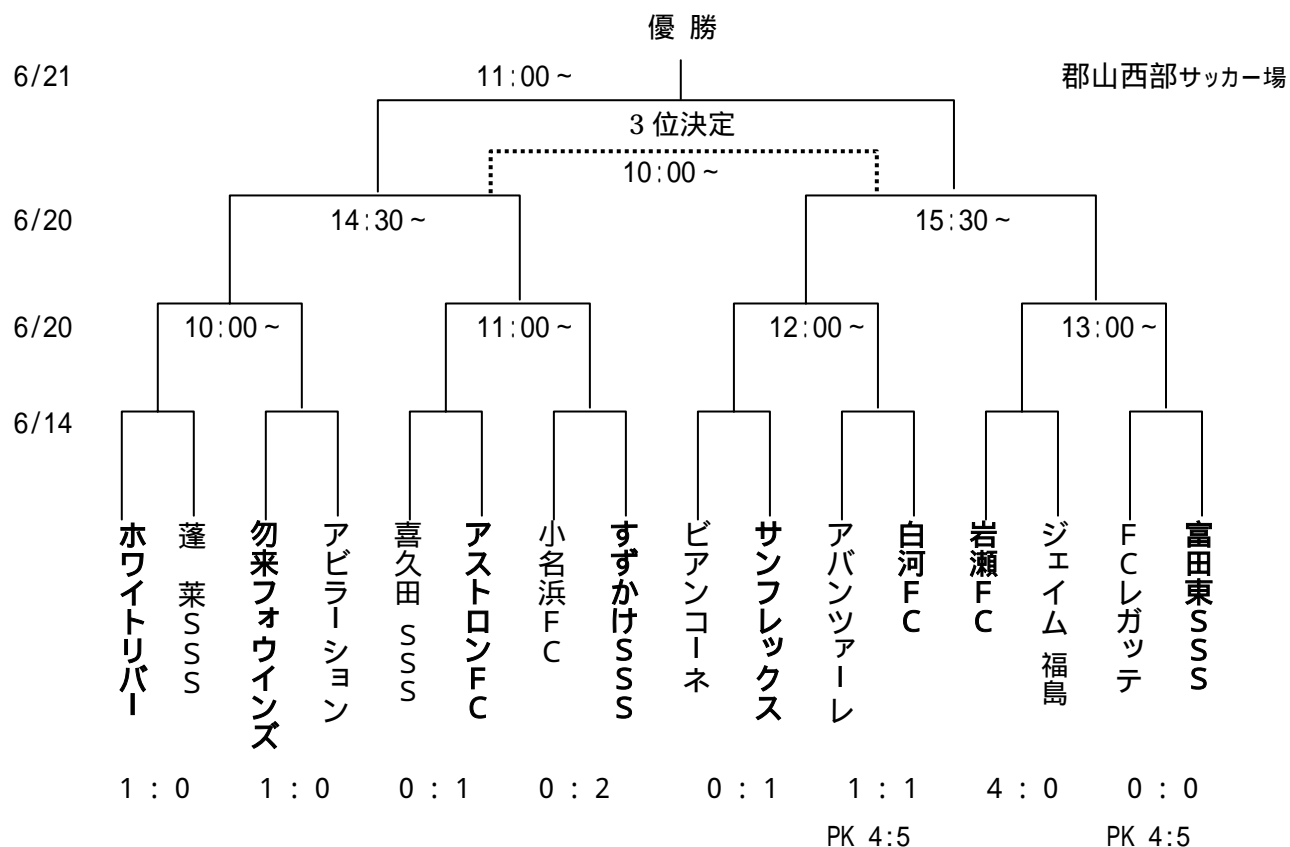 優 勝
6/21 11:00～ 郡山西部サッカー場
3位決定
10:00～
6/20 14:30～ 15:30～
6/20 10:00～ 11:00～ 12:00～ 13:00～
6/14
ホワイトリバー
蓬 莱SSS
勿来フォウインズ
アビラーション
喜久田 SSS
アストロンFC
小名浜FC
すずかけSSS
ビアンコーネ
サンフレックス
アバンツァーレ
白河FC
岩瀬FC
ジェイム 福島
FCレガッテ
富田東SSS
1 : 0 1 : 0 0 : 1 0 : 2 0 : 1 1 : 1 4 : 0 0 : 0
PK 4:5 PK 4:5